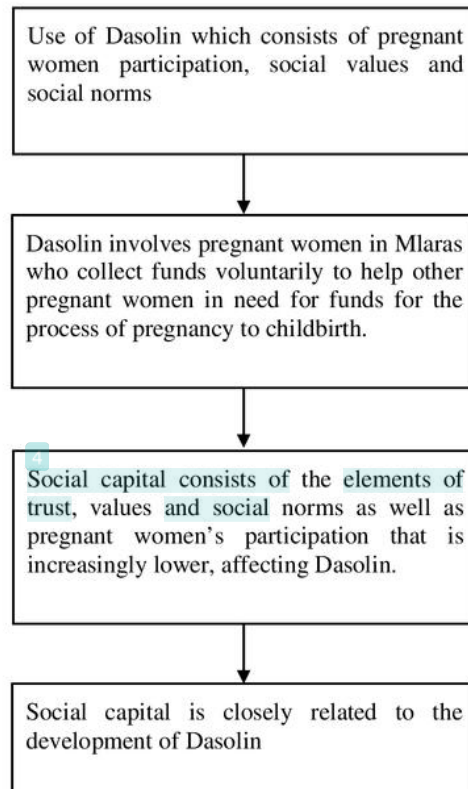 Use of Dasolin which consists of pregnant
women participation, social values and
social norms
Dasolin involves pregnant women in Mlaras
who collect funds voluntarily to help other
pregnant women in need for funds for the
process of pregnancy to childbirth.
4
Social capital consists of the elements of
trust, values and social norms as well as
pregnant women's participation that is
increasingly lower, affecting Dasolin.
Social capital is closely related to the
development of Dasolin